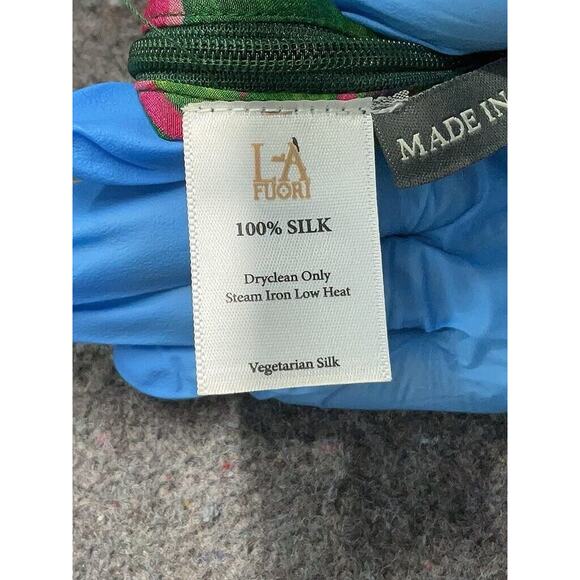 L-A
FUORI
100% SILK
Dryclean Only
Steam Iron Low Heat
Vegetarian Silk
MADE IN